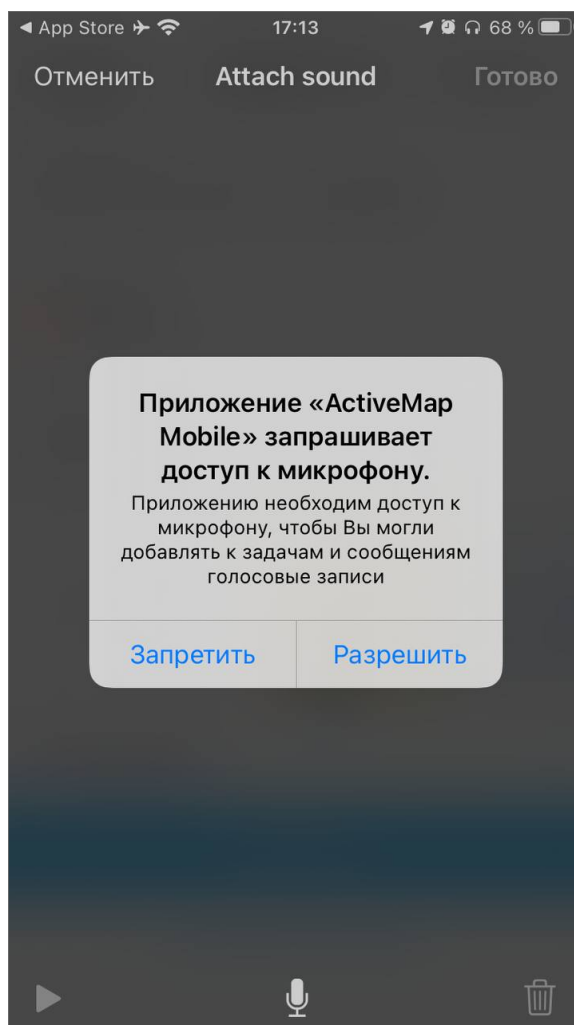 App Store 17:13 68 %
Отменить Attach sound Готово
Приложение «ActiveMap
Mobile» запрашивает
доступ к микрофону.
Приложению необходим доступ к
микрофону, чтобы Вы могли
добавлять к задачам и сообщениям
голосовые записи
Запретить Разрешить